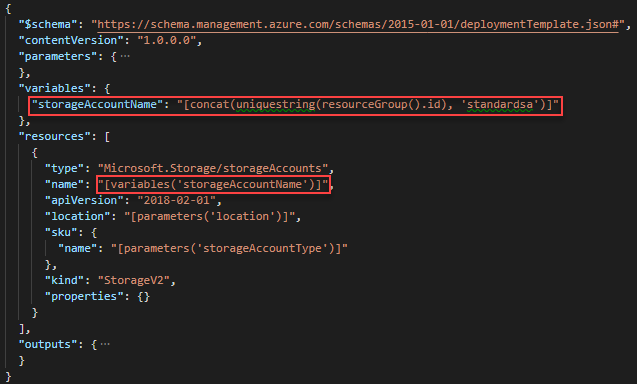 {
"$schema": "https://schema.management.azure.com/schemas/2015-01-01/deploymentTemplate.json#",
"contentVersion": "1.0.0.0",
"parameters": {…
},
"variables": {
"storageAccountName": "[concat(uniquestring(resourceGroup().id), 'standardsa')]"
},
"resources": [
{
"type": "Microsoft.Storage/storageAccounts",
"name": "[variables('storageAccountName')]",
"apiVersion": "2018-02-01",
"location": "[parameters('location')]",
"sku": {
"name": "[parameters('storageAccountType')]"
},
"kind": "StorageV2",
"properties": {}
}
],
"outputs": {…
}
}